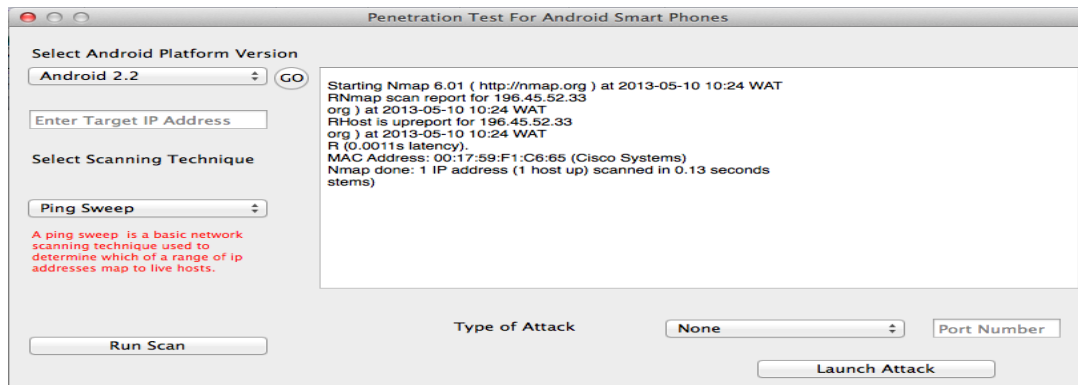 Penetration Test For Android Smart Phones
Select Android Platform Version
Android 2.2
GO
Enter Target IP Address
Select Scanning Technique
Ping Sweep
A ping sweep is a basic network
scanning technique used to
determine which of a range of ip
addresses map to live hosts.
Run Scan
Starting Nmap 6.01 ( http://nmap.org ) at 2013-05-10 10:24 WAT
RNmap scan report for 196.45.52.33
org ) at 2013-05-10 10:24 WAT
RHost is upreport for 196.45.52.33
org ) at 2013-05-10 10:24 WAT
R (0.0011s latency).
MAC Address: 00:17:59:F1:C6:65 (Cisco Systems)
Nmap done: 1 IP address (1 host up) scanned in 0.13 seconds
stems)
Type of Attack
None
Port Number
Launch Attack